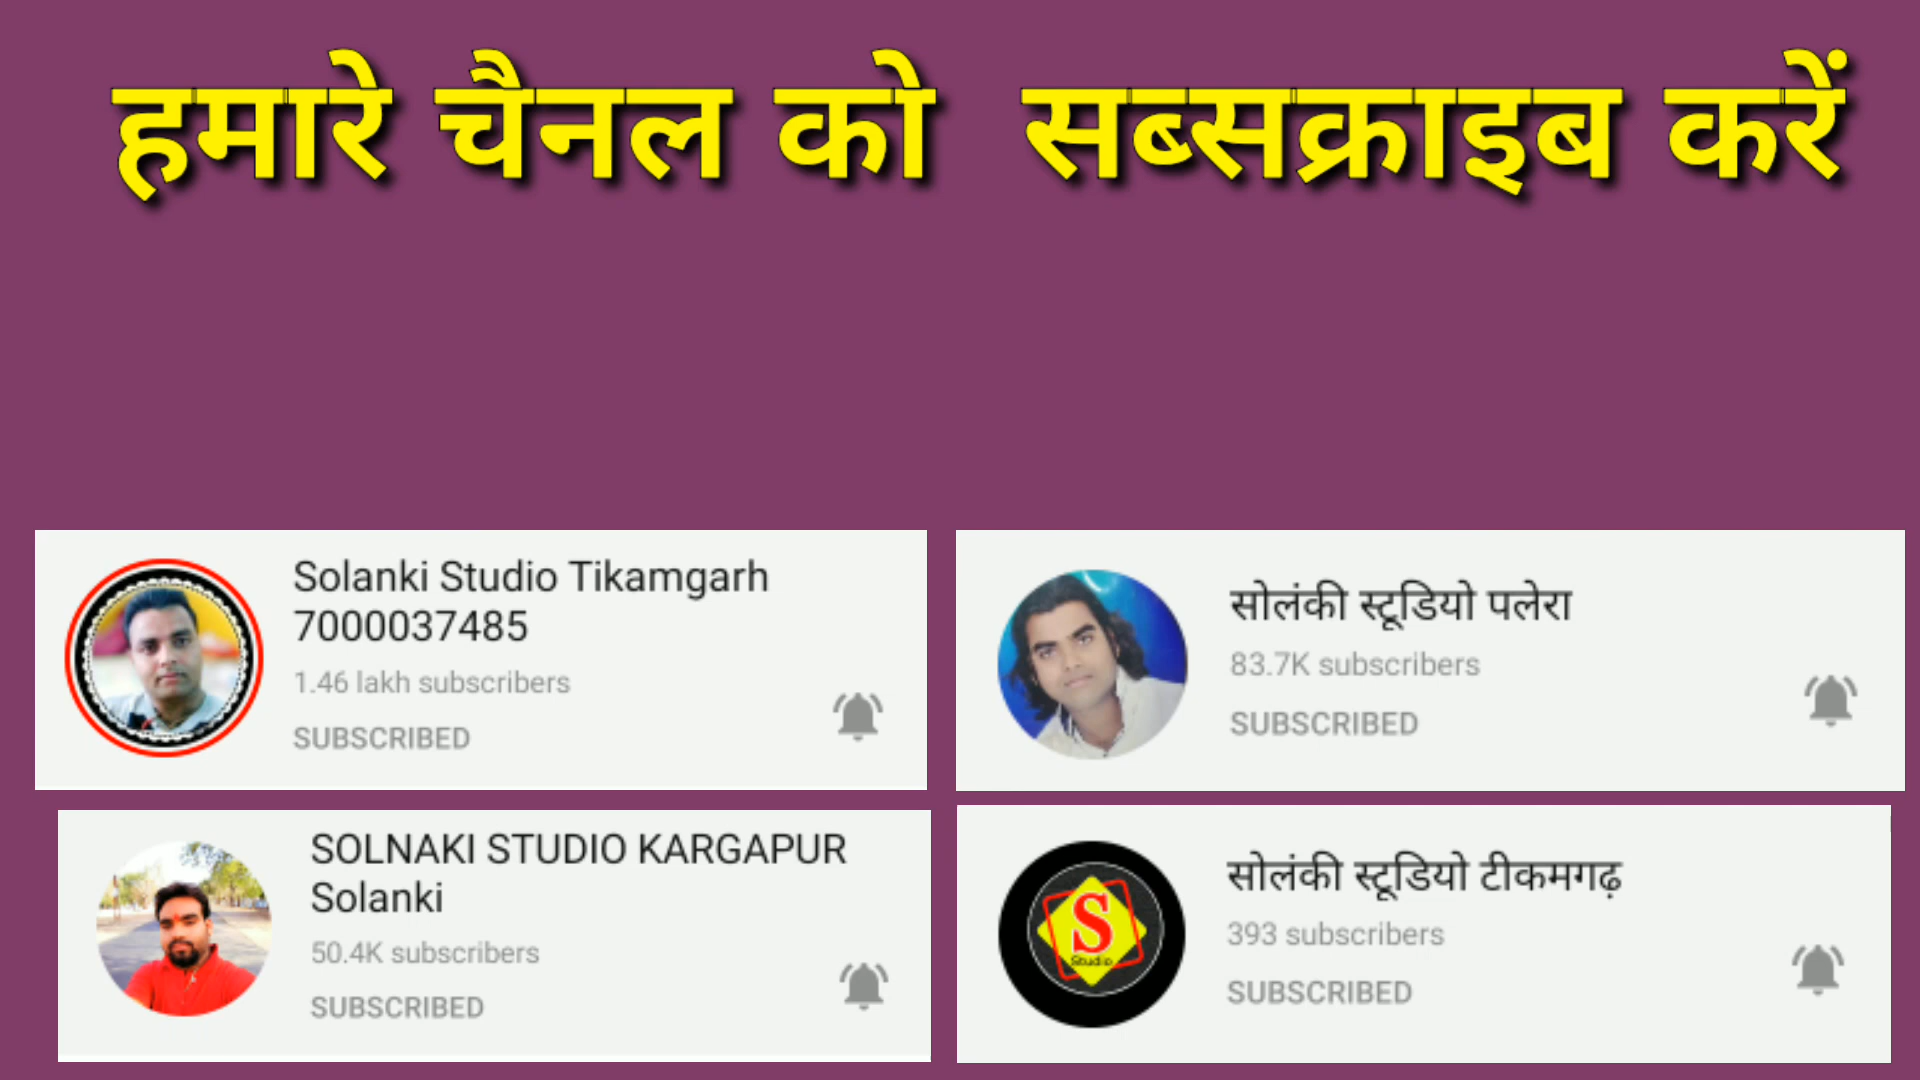 हमारे चैनल को सब्सक्राइब करें
Solanki Studio Tikamgarh
7000037485
1.46 lakh subscribers
SUBSCRIBED
सोलंकी स्टूडियो पलेरा
83.7K subscribers
SUBSCRIBED
SOLNAKI STUDIO KARGAPUR
Solanki
50.4K subscribers
SUBSCRIBED
S
Studio
सोलंकी स्टूडियो टीकमगढ़
393 subscribers
SUBSCRIBED